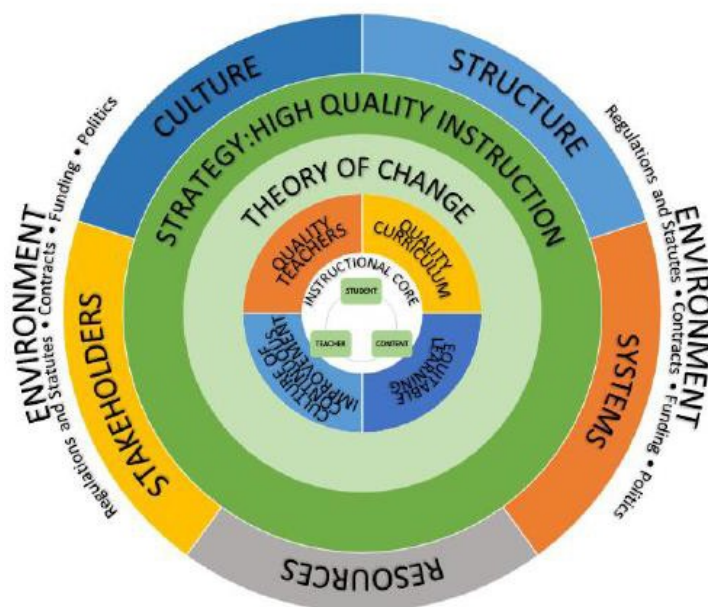 CULTURE
STRUCTURE
STRATEGY:HIGH QUALITY INSTRUCTION
THEORY OF CHANGE
QUALITY
TEACHERS
QUALITY
CURRICULUM
INSTRUCTIONAL CORE
STUDENT
TEACHER
CONTENT
CULTURE OF
CONTINUOUS
IMPROVEMENT
EQUITABLE
LEARNING
STAKEHOLDERS
SYSTEMS
RESOURCES
ENVIRONMENT
Regulations and Statutes • Contracts • Funding • Politics
ENVIRONMENT
Regulations and Statutes • Contracts • Funding • Politics